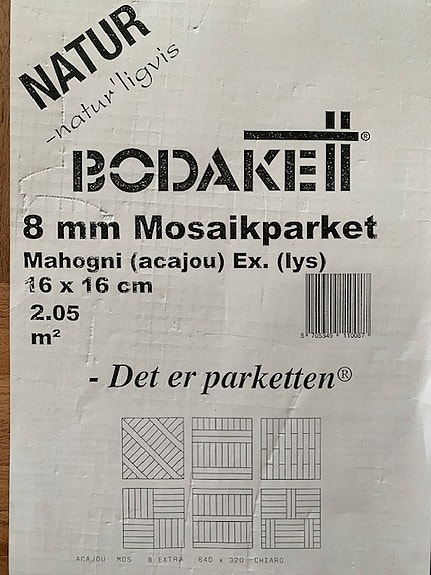 NATUR
-natur'ligvis
BODAKETT®
8 mm Mosaikparket
Mahogni (acajou) Ex. (lys)
16 x 16 cm
2.05
m²
5 705349 110087
- Det er parketten®
ACAJOU MOS 8 EXTRA 640 x 320 CHIARO